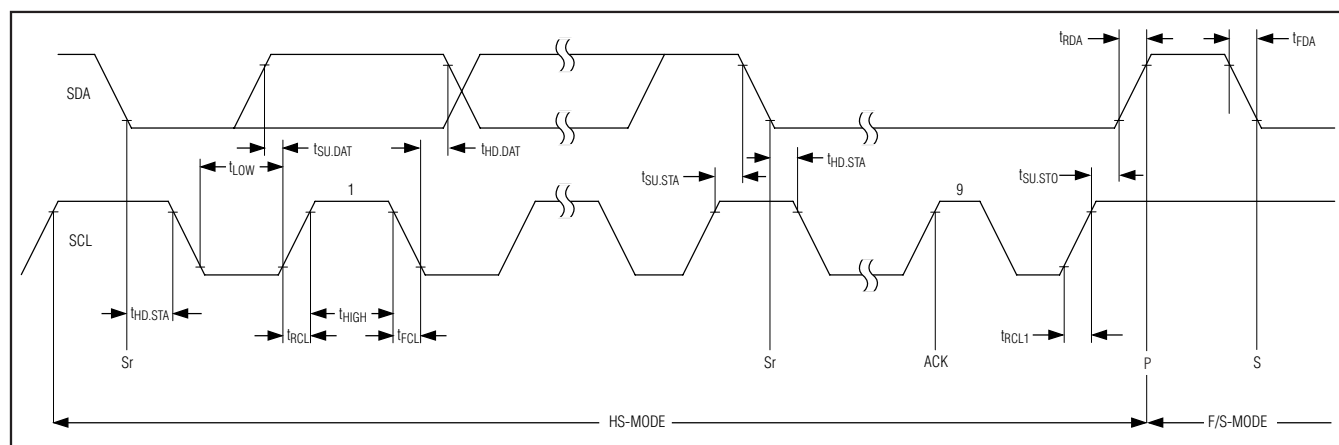 tRDA
tFDA
SDA
tSU.DAT
tHD.DAT
tLOW
tHD.STA
tSU.STA
tSU.STO
1
9
SCL
tHD.STA
tRCL
tHIGH
tFCL
tRCL1
Sr
Sr
ACK
P
S
HS-MODE
F/S-MODE